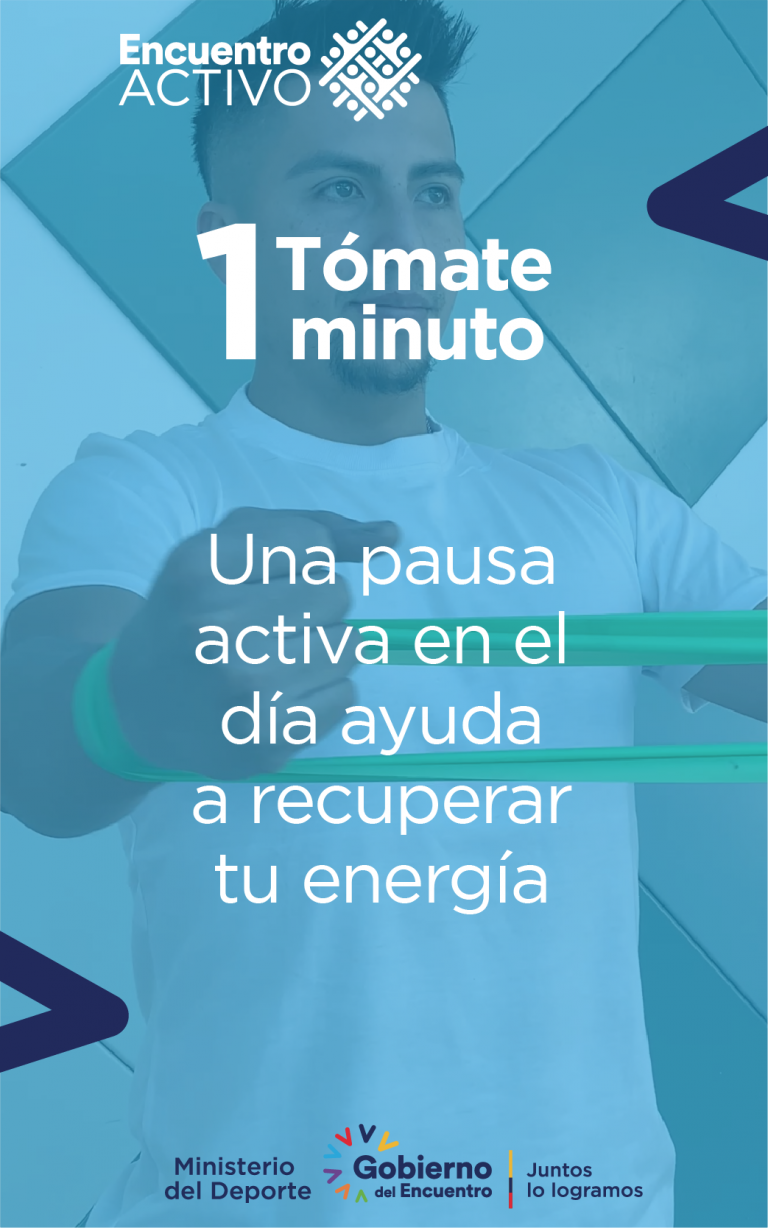 Encuentro
ACTIVO
1 Tómate
minuto
Una pausa
activa en el
día ayuda
a recuperar
tu energía
Ministerio
del Deporte
Gobierno
del Encuentro
Juntos
lo logramos